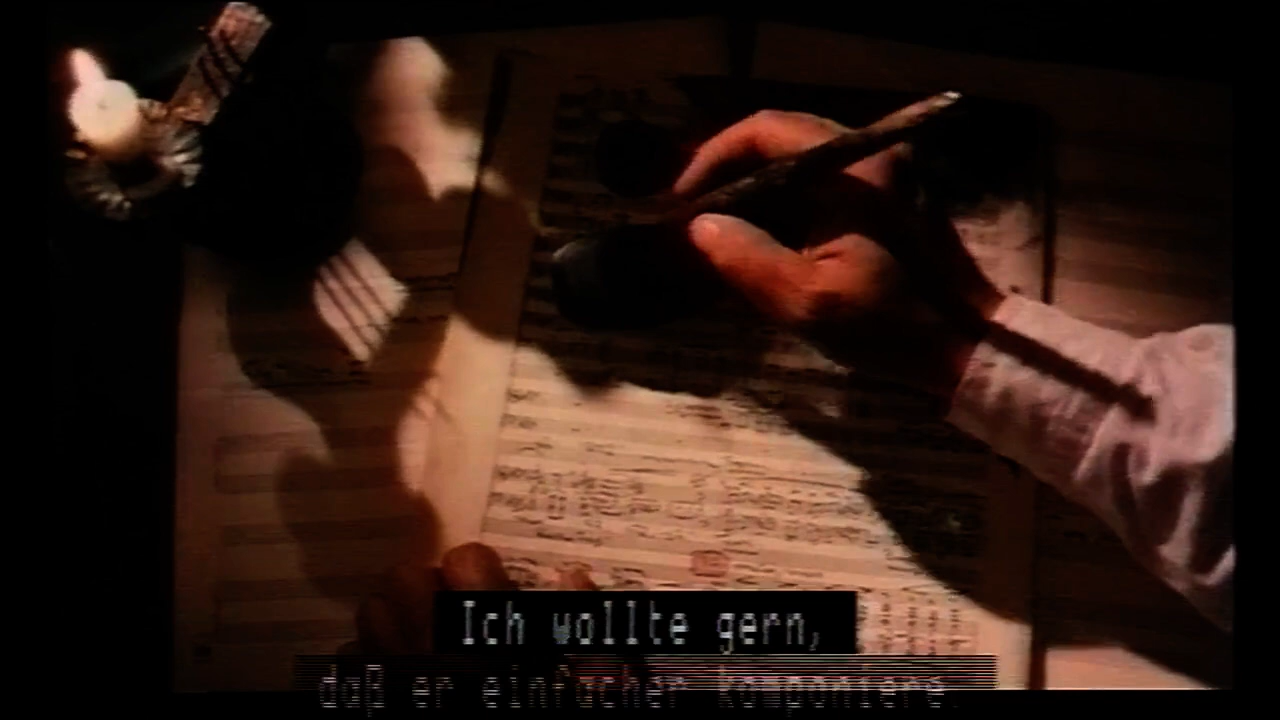 Ich wollte gern,
daß er einfacher komponiere.